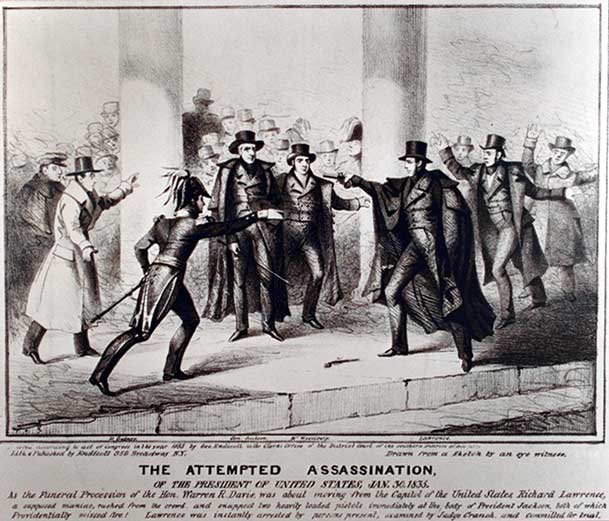 Gedney. Gen. Jackson. Mr Woodbury. Lawrence.
according to act of Congress in the year 1835 by Geo. Endicott in the Clerks Office of the District Court of the Southern District of
Lith. & Published by Endicott 359 Broadway N.Y. Drawn from a Sketch by an eye witness.
THE ATTEMPTED ASSASSINATION,
OF THE PRESIDENT OF UNITED STATES, JAN. 30. 1835.
As the Funeral Procession of the Hon. Warren R. Davis, was about moving from the Capitol of the United States, Richard Lawrence,
a supposed maniac, rushed from the crowd, and snapped two heavily loaded pistols immediately at the body of President Jackson, both of which
Providentially missed fire! Lawrence was instantly arrested by persons present, examined by Judge Cranch, and committed for trial.